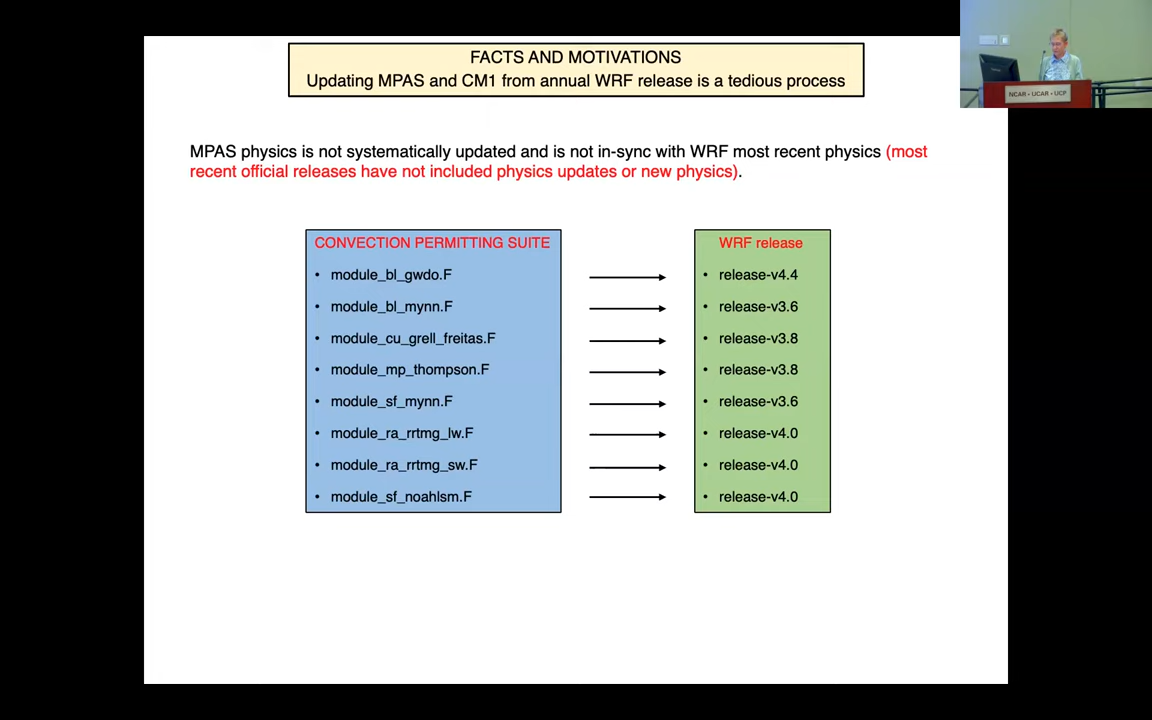 FACTS AND MOTIVATIONS
Updating MPAS and CM1 from annual WRF release is a tedious process
NCAR • UCAR • UCP
MPAS physics is not systematically updated and is not in-sync with WRF most recent physics (most
recent official releases have not included physics updates or new physics).
CONVECTION PERMITTING SUITE
• module_bl_gwdo.F
• module_bl_mynn.F
• module_cu_grell_freitas.F
• module_mp_thompson.F
• module_sf_mynn.F
• module_ra_rrtmg_lw.F
• module_ra_rrtmg_sw.F
• module_sf_noahlsm.F
WRF release
• release-v4.4
• release-v3.6
• release-v3.8
• release-v3.8
• release-v3.6
• release-v4.0
• release-v4.0
• release-v4.0